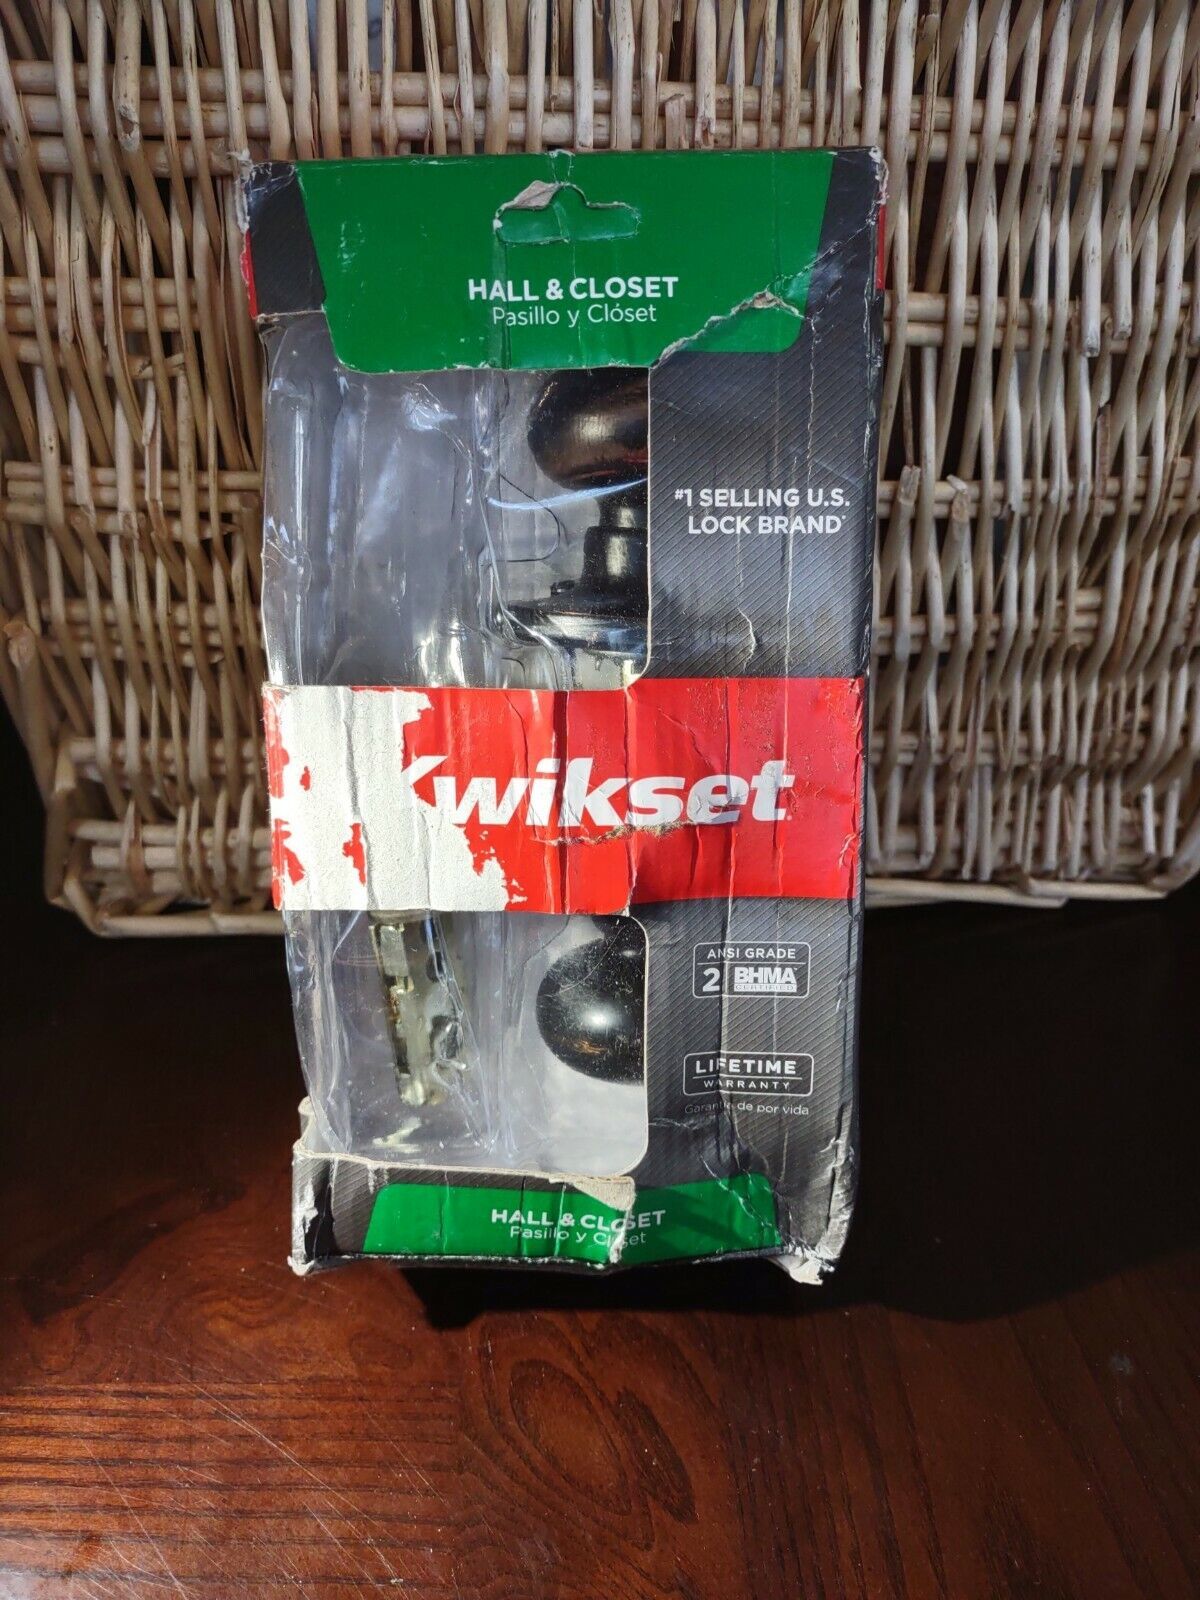 HALL & CLOSET
Pasillo y Clóset
#1 SELLING U.S.
LOCK BRAND*
Kwikset
ANSI GRADE
2 BHMA
CERTIFIED
LIFETIME
WARRANTY
Garantía de por vida
HALL & CLOSET
Pasillo y Clóset